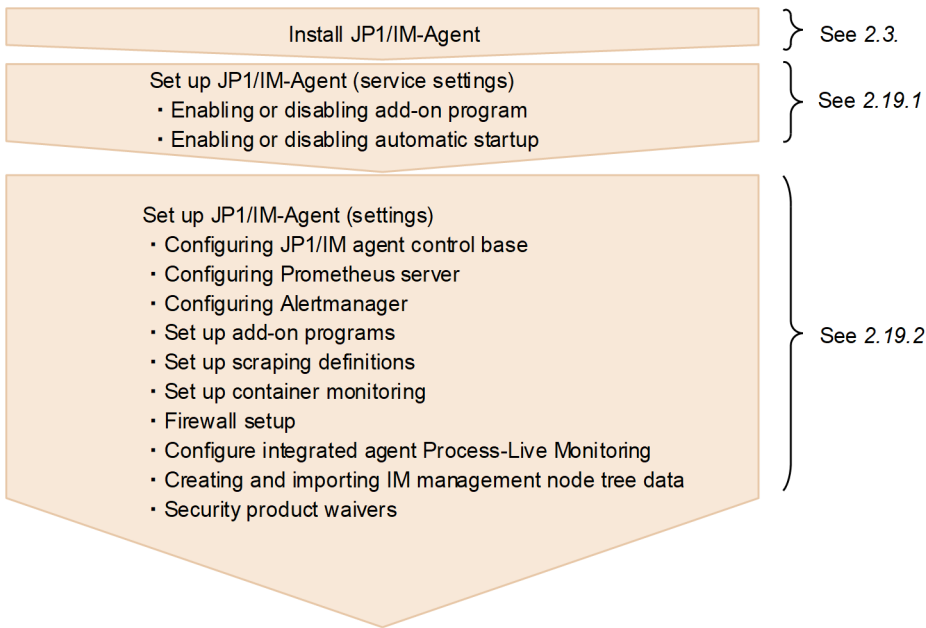 Install JP1/IM-Agent
See 2.3.
Set up JP1/IM-Agent (service settings)
・Enabling or disabling add-on program
・Enabling or disabling automatic startup
See 2.19.1
Set up JP1/IM-Agent (settings)
・Configuring JP1/IM agent control base
・Configuring Prometheus server
・Configuring Alertmanager
・Set up add-on programs
・Set up scraping definitions
・Set up container monitoring
・Firewall setup
・Configure integrated agent Process-Live Monitoring
・Creating and importing IM management node tree data
・Security product waivers
See 2.19.2